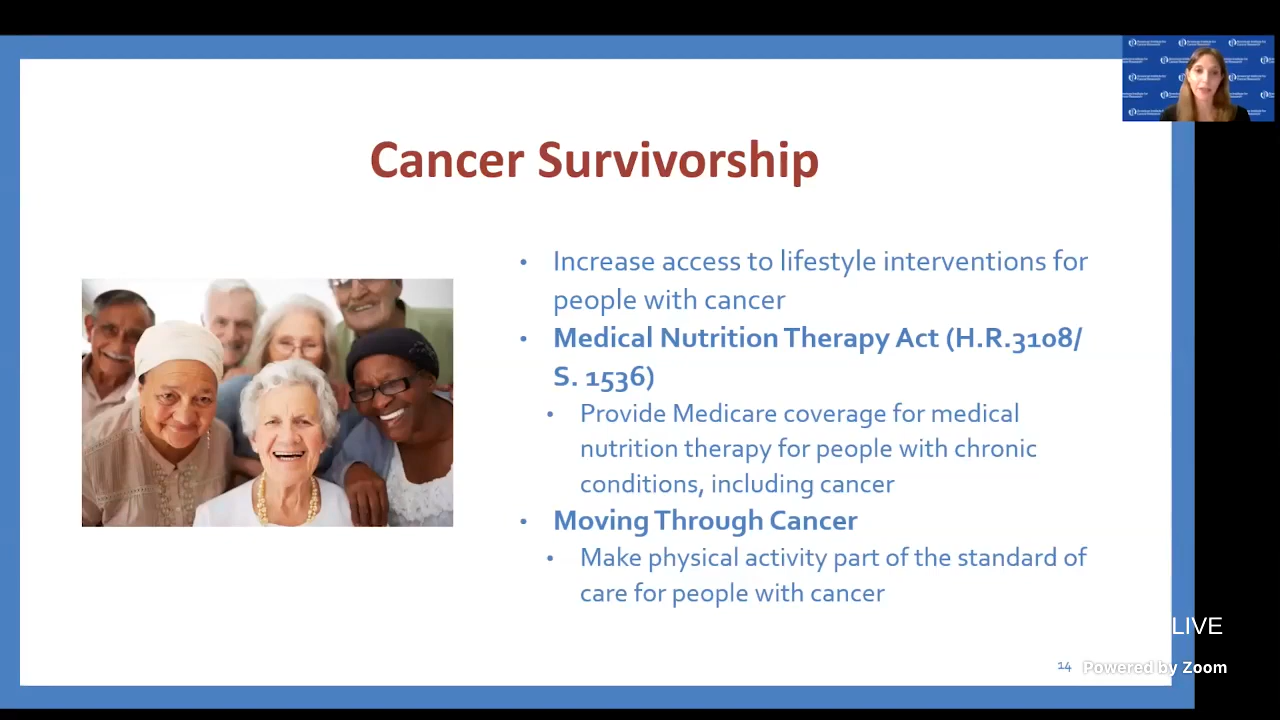 Cancer Survivorship
• Increase access to lifestyle interventions for
people with cancer
• Medical Nutrition Therapy Act (H.R.3108/
S. 1536)
• Provide Medicare coverage for medical
nutrition therapy for people with chronic
conditions, including cancer
• Moving Through Cancer
• Make physical activity part of the standard of
care for people with cancer
LIVE
14
Powered by Zoom